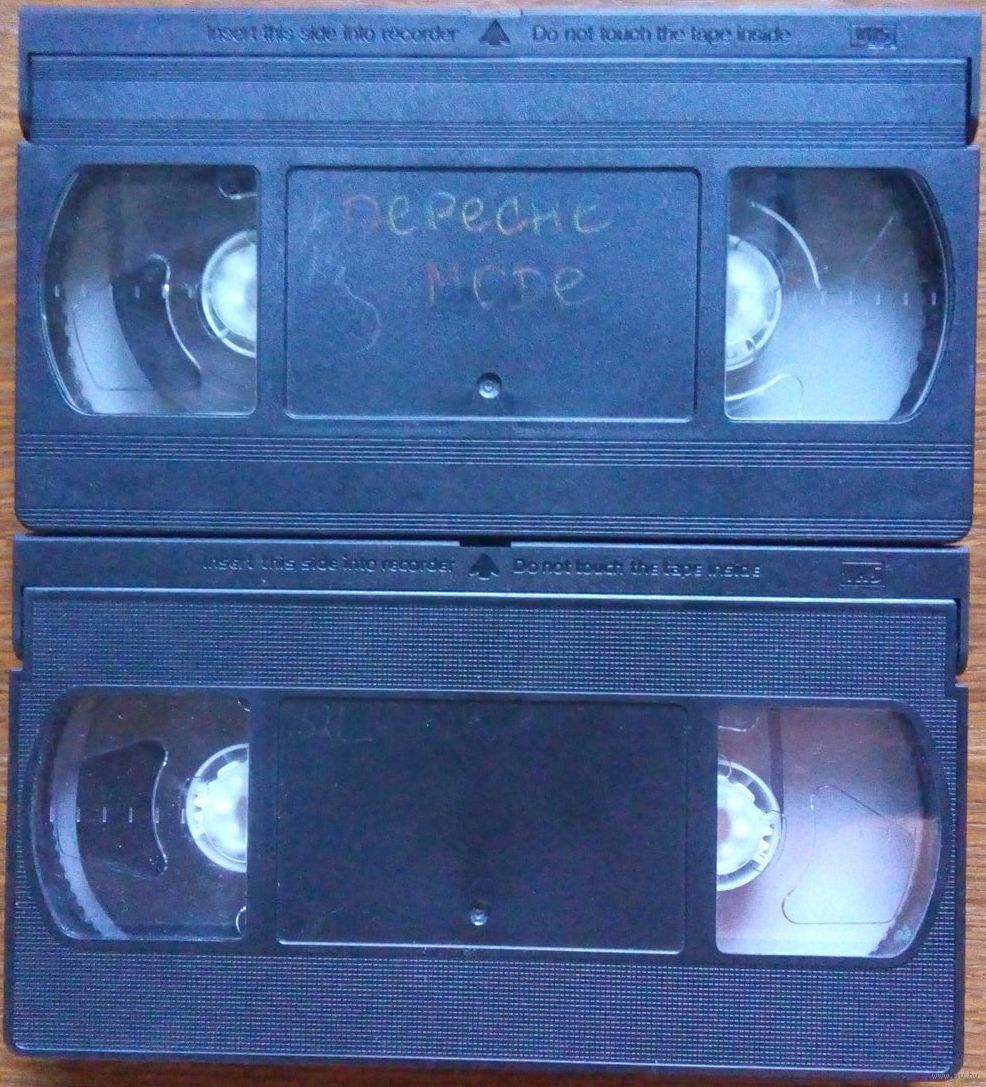 Insert this side into recorder Do not touch the tape inside VHS
DEPECHE
MODE
Insert this side into recorder Do not touch the tape inside VHS